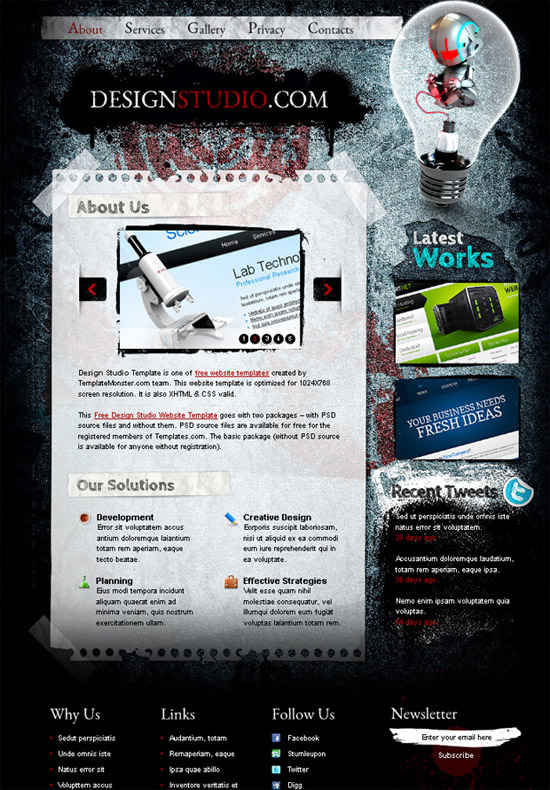 About Services Gallery Privacy Contacts
DESIGNSTUDIO.COM
About Us
Home Services
Lab Techno
Professional Research
Sed ut perspiciatis unde
1 2 3 4 5
Design Studio Template is one of free website templates created by
TemplateMonster.com team. This website template is optimized for 1024X768
screen resolution. It is also XHTML & CSS valid.
This Free Design Studio Website Template goes with two packages – with PSD
source files and without them. PSD source files are available for free for the
registered members of Templates.com. The basic package (without PSD source
is available for anyone without registration).
Our Solutions
Development
Error sit voluptatem accus
antium doloremque laiantium
totam rem aperiam, eaque
tecto beatae.
Creative Design
Eorporis suscipit laboriosam,
nisi ut aliquid ex ea commodi
eum iure reprehenderit qui in
ea voluptate.
Planning
Eius modi tempora incidunt
aliquam quaerat enim ad
minima veniam, quis nostrum
exercitationem ullam.
Effective Strategies
Velit esse quam nihil
molestiae consequatur, vel
illumqui dolorem eum fugiat
voluptas laiantium totam rem.
Latest
Works
YOUR BUSINESS NEEDS
FRESH IDEAS
Recent Tweets
Sed ut perspiciatis unde omnis iste
natus error sit voluptatem.
days ago
Accusantium doloremque laudatium,
totam rem aperiam, eaque ipsa.
days ago
Nemo enim ipsam voluptatem quia
voluptas.
days ago
Why Us
Sedut perspiciatis
Unde omnis iste
Natus error sit
Volupttem accus
Links
Audantium, totam
Remaperiam, eaque
Ipsa quae abillo
Inventore veritatis et
Follow Us
Facebook
Stumleupon
Twitter
Digg
Newsletter
Enter your email here
Subscribe